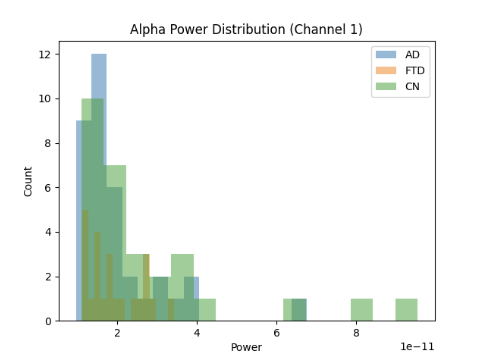 Alpha Power Distribution (Channel 1)
AD
FTD
CN
12
10
8
6
4
2
0
Count
2
4
6
8
1e−11
Power